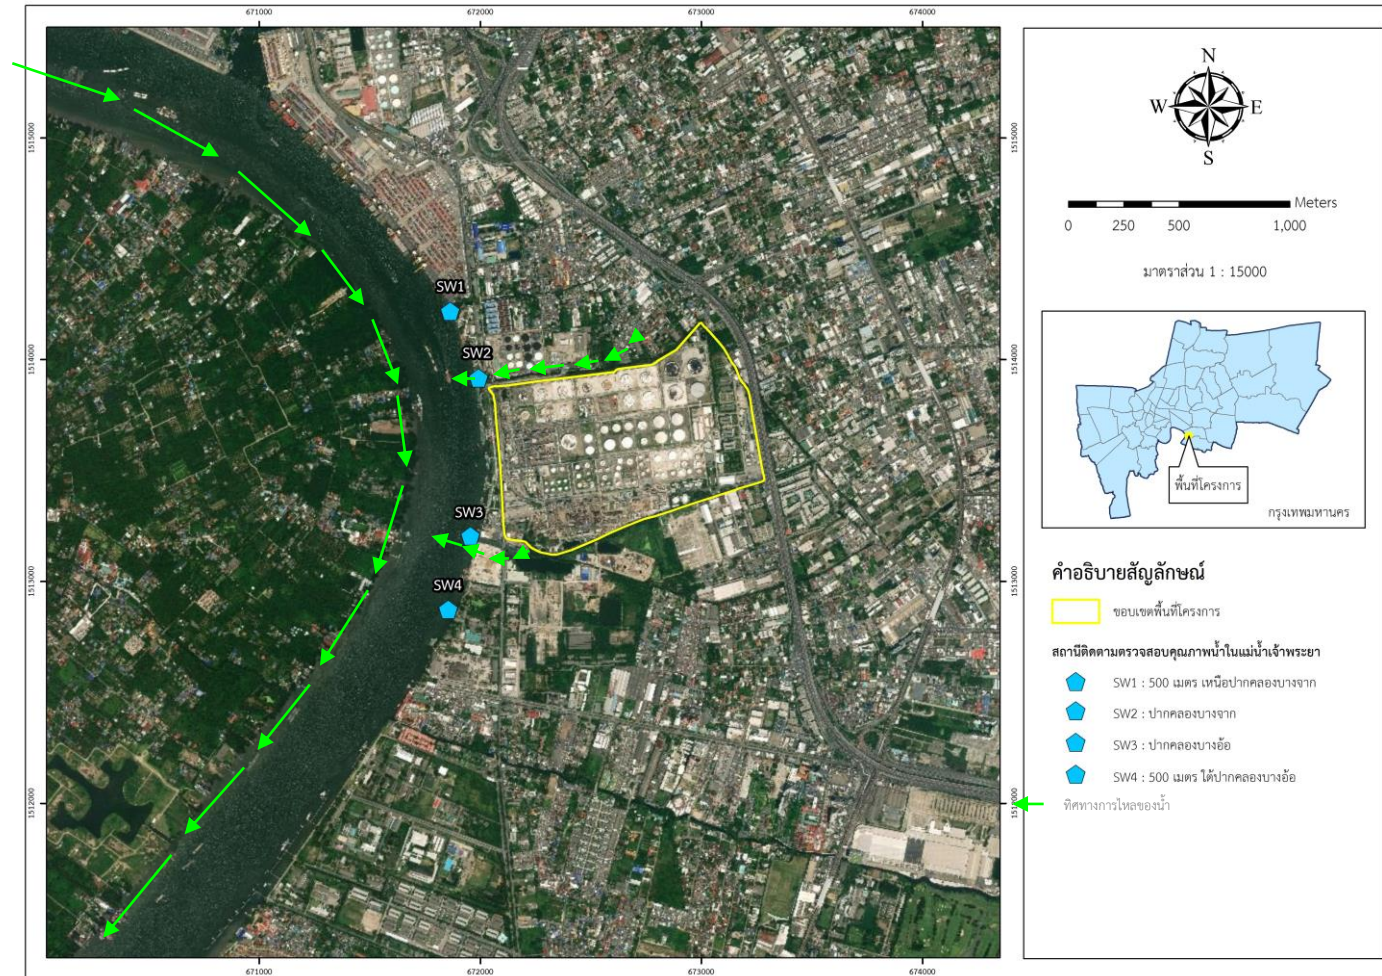 671000
672000
673000
674000
1515000
1515000
1514000
1514000
1513000
1513000
1512000
1512000
671000
672000
673000
674000
SW1
SW2
SW3
SW4
N
W
E
S
Meters
0
250
500
1,000
มาตราส่วน 1 : 15000
พื้นที่โครงการ
กรุงเทพมหานคร
คำอธิบายสัญลักษณ์
ขอบเขตพื้นที่โครงการ
สถานีติดตามตรวจสอบคุณภาพน้ำในแม่น้ำเจ้าพระยา
SW1 : 500 เมตร เหนือปากคลองบางจาก
SW2 : ปากคลองบางจาก
SW3 : ปากคลองบางอ้อ
SW4 : 500 เมตร ใต้ปากคลองบางอ้อ
ทิศทางการไหลของน้ำ